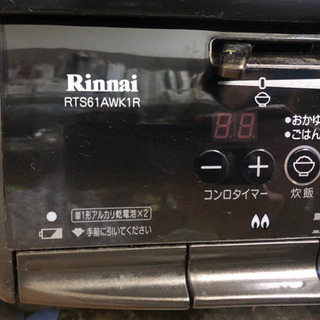 Rinnai
RTS61AWK1R
88
●おかゆ
●ごはん
− +
コンロタイマー
炊飯
単1形アルカリ乾電池×2
手前に引いてください